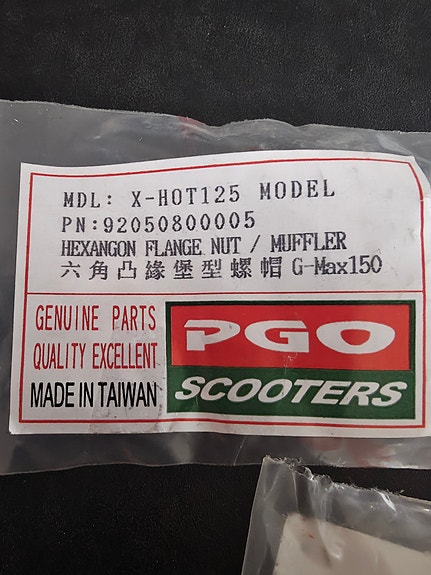 MDL: X-HOT125 MODEL
PN:92050800005
HEXANGON FLANGE NUT / MUFFLER
六角凸緣堡型螺帽 G-Max150
GENUINE PARTS
QUALITY EXCELLENT
MADE IN TAIWAN
PGO
SCOOTERS